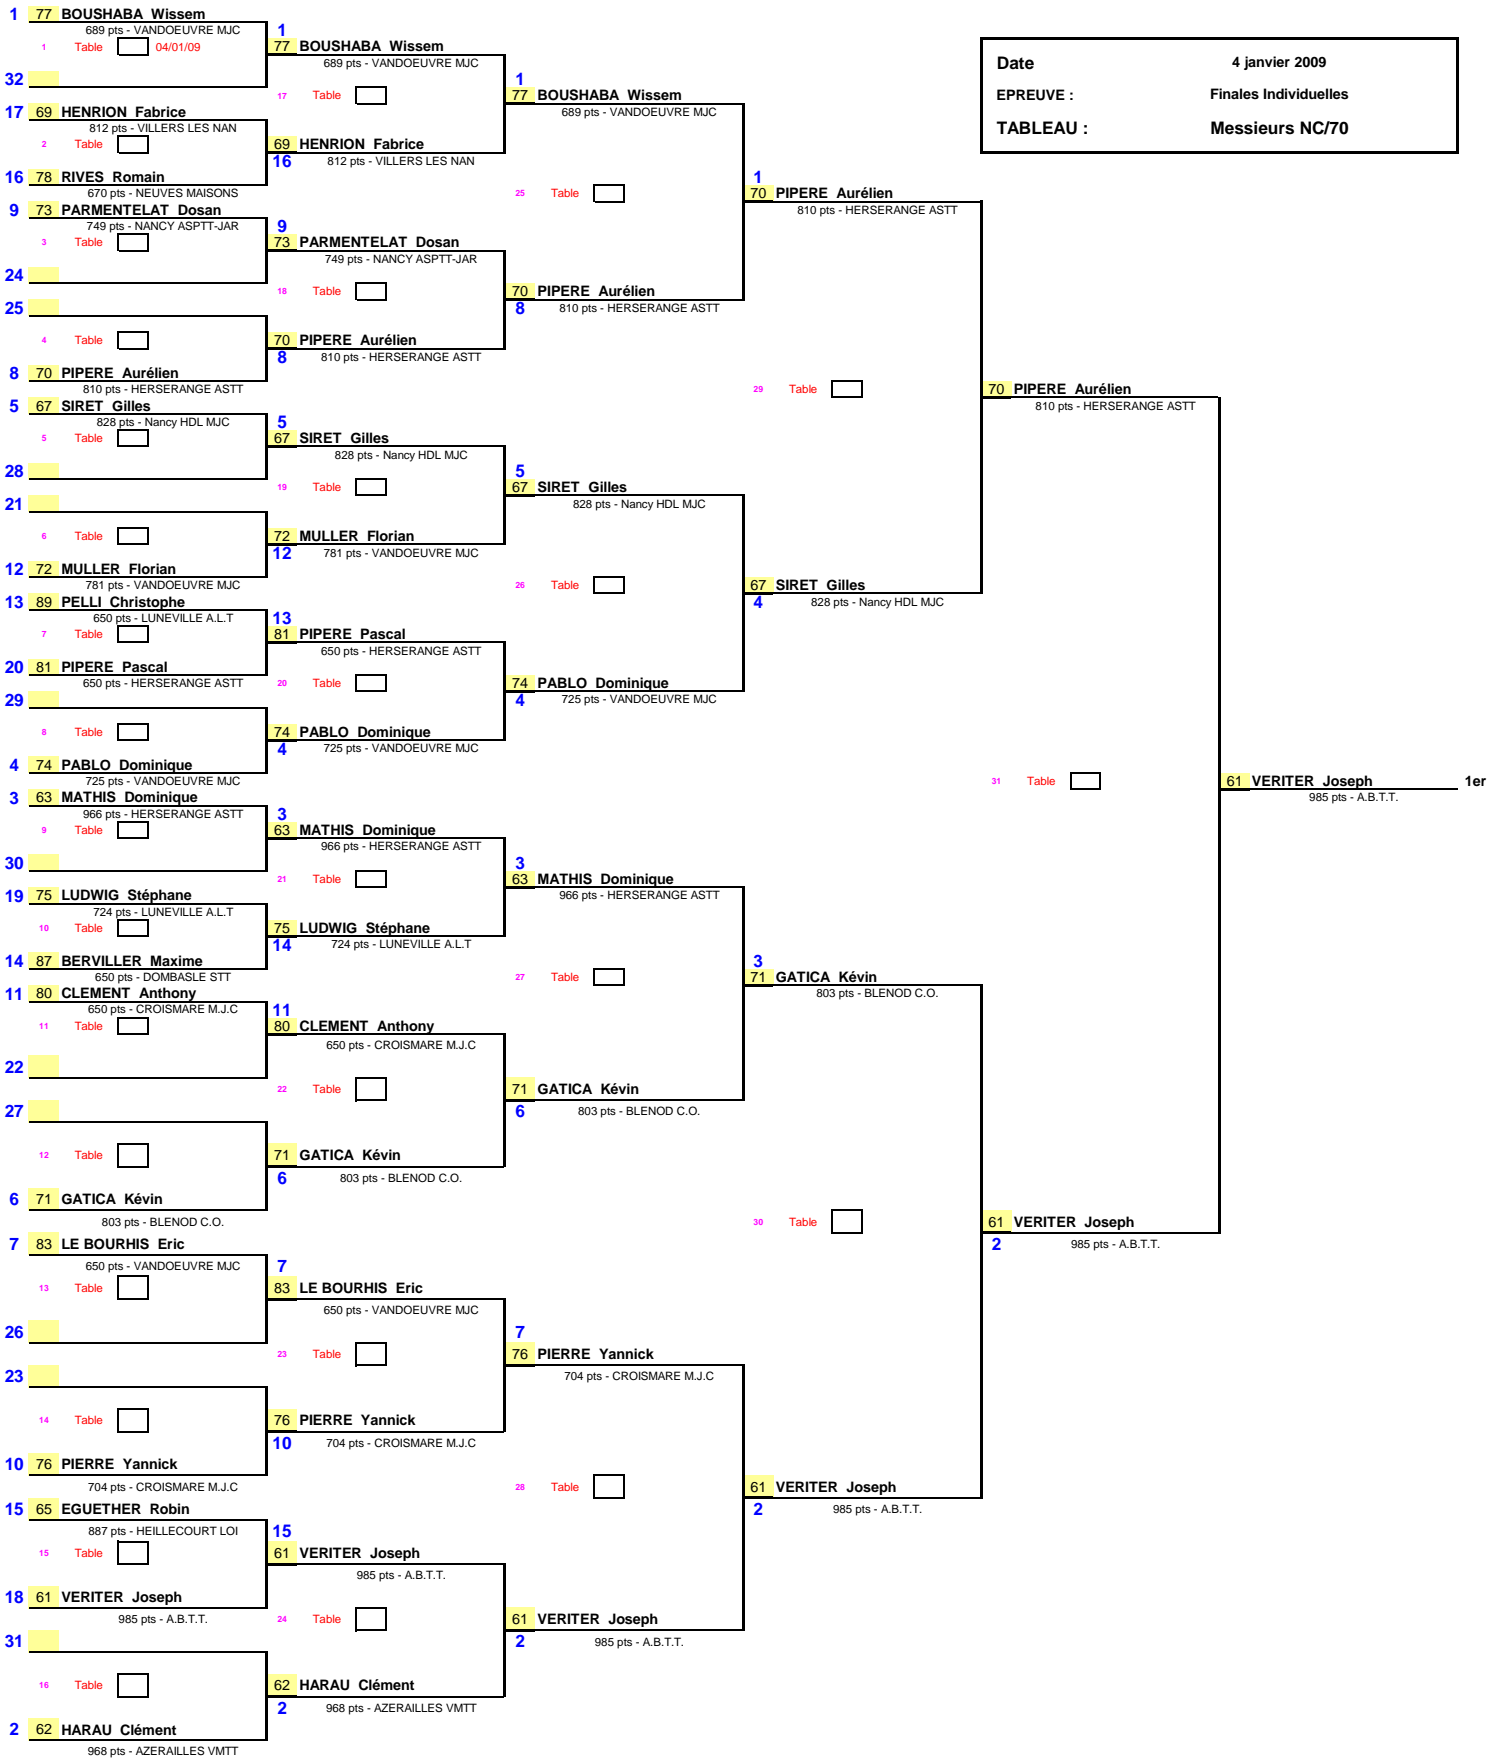 Date 4 janvier 2009
EPREUVE : Finales Individuelles
TABLEAU : Messieurs NC/70
1 77 BOUSHABA Wissem
689 pts - VANDOEUVRE MJC
1 Table 04/01/09
32
17 69 HENRION Fabrice
812 pts - VILLERS LES NAN
2 Table
16 78 RIVES Romain
670 pts - NEUVES MAISONS
9 73 PARMENTELAT Dosan
749 pts - NANCY ASPTT-JAR
3 Table
24
25
4 Table
8 70 PIPERE Aurélien
810 pts - HERSERANGE ASTT
5 67 SIRET Gilles
828 pts - Nancy HDL MJC
5 Table
28
21
6 Table
12 72 MULLER Florian
781 pts - VANDOEUVRE MJC
13 89 PELLI Christophe
650 pts - LUNEVILLE A.L.T
7 Table
20 81 PIPERE Pascal
650 pts - HERSERANGE ASTT
29
8 Table
4 74 PABLO Dominique
725 pts - VANDOEUVRE MJC
3 63 MATHIS Dominique
966 pts - HERSERANGE ASTT
9 Table
30
19 75 LUDWIG Stéphane
724 pts - LUNEVILLE A.L.T
10 Table
14 87 BERVILLER Maxime
650 pts - DOMBASLE STT
11 80 CLEMENT Anthony
650 pts - CROISMARE M.J.C
11 Table
22
27
12 Table
6 71 GATICA Kévin
803 pts - BLENOD C.O.
7 83 LE BOURHIS Eric
650 pts - VANDOEUVRE MJC
13 Table
26
23
14 Table
10 76 PIERRE Yannick
704 pts - CROISMARE M.J.C
15 65 EGUETHER Robin
887 pts - HEILLECOURT LOI
15 Table
18 61 VERITER Joseph
985 pts - A.B.T.T.
31
16 Table
2 62 HARAU Clément
968 pts - AZERAILLES VMTT
1
77 BOUSHABA Wissem
689 pts - VANDOEUVRE MJC
17 Table
69 HENRION Fabrice
16 812 pts - VILLERS LES NAN
9
73 PARMENTELAT Dosan
749 pts - NANCY ASPTT-JAR
18 Table
70 PIPERE Aurélien
8 810 pts - HERSERANGE ASTT
5
67 SIRET Gilles
828 pts - Nancy HDL MJC
19 Table
72 MULLER Florian
12 781 pts - VANDOEUVRE MJC
13
81 PIPERE Pascal
650 pts - HERSERANGE ASTT
20 Table
74 PABLO Dominique
4 725 pts - VANDOEUVRE MJC
3
63 MATHIS Dominique
966 pts - HERSERANGE ASTT
21 Table
75 LUDWIG Stéphane
14 724 pts - LUNEVILLE A.L.T
11
80 CLEMENT Anthony
650 pts - CROISMARE M.J.C
22 Table
71 GATICA Kévin
6 803 pts - BLENOD C.O.
7
83 LE BOURHIS Eric
650 pts - VANDOEUVRE MJC
23 Table
76 PIERRE Yannick
10 704 pts - CROISMARE M.J.C
15
61 VERITER Joseph
985 pts - A.B.T.T.
24 Table
62 HARAU Clément
2 968 pts - AZERAILLES VMTT
1
77 BOUSHABA Wissem
689 pts - VANDOEUVRE MJC
25 Table
70 PIPERE Aurélien
8 810 pts - HERSERANGE ASTT
5
67 SIRET Gilles
828 pts - Nancy HDL MJC
26 Table
74 PABLO Dominique
4 725 pts - VANDOEUVRE MJC
3
63 MATHIS Dominique
966 pts - HERSERANGE ASTT
27 Table
71 GATICA Kévin
6 803 pts - BLENOD C.O.
7
76 PIERRE Yannick
704 pts - CROISMARE M.J.C
28 Table
61 VERITER Joseph
2 985 pts - A.B.T.T.
1
70 PIPERE Aurélien
810 pts - HERSERANGE ASTT
29 Table
67 SIRET Gilles
4 828 pts - Nancy HDL MJC
3
71 GATICA Kévin
803 pts - BLENOD C.O.
30 Table
61 VERITER Joseph
2 985 pts - A.B.T.T.
70 PIPERE Aurélien
810 pts - HERSERANGE ASTT
31 Table
61 VERITER Joseph
2 985 pts - A.B.T.T.
61 VERITER Joseph 1er
985 pts - A.B.T.T.